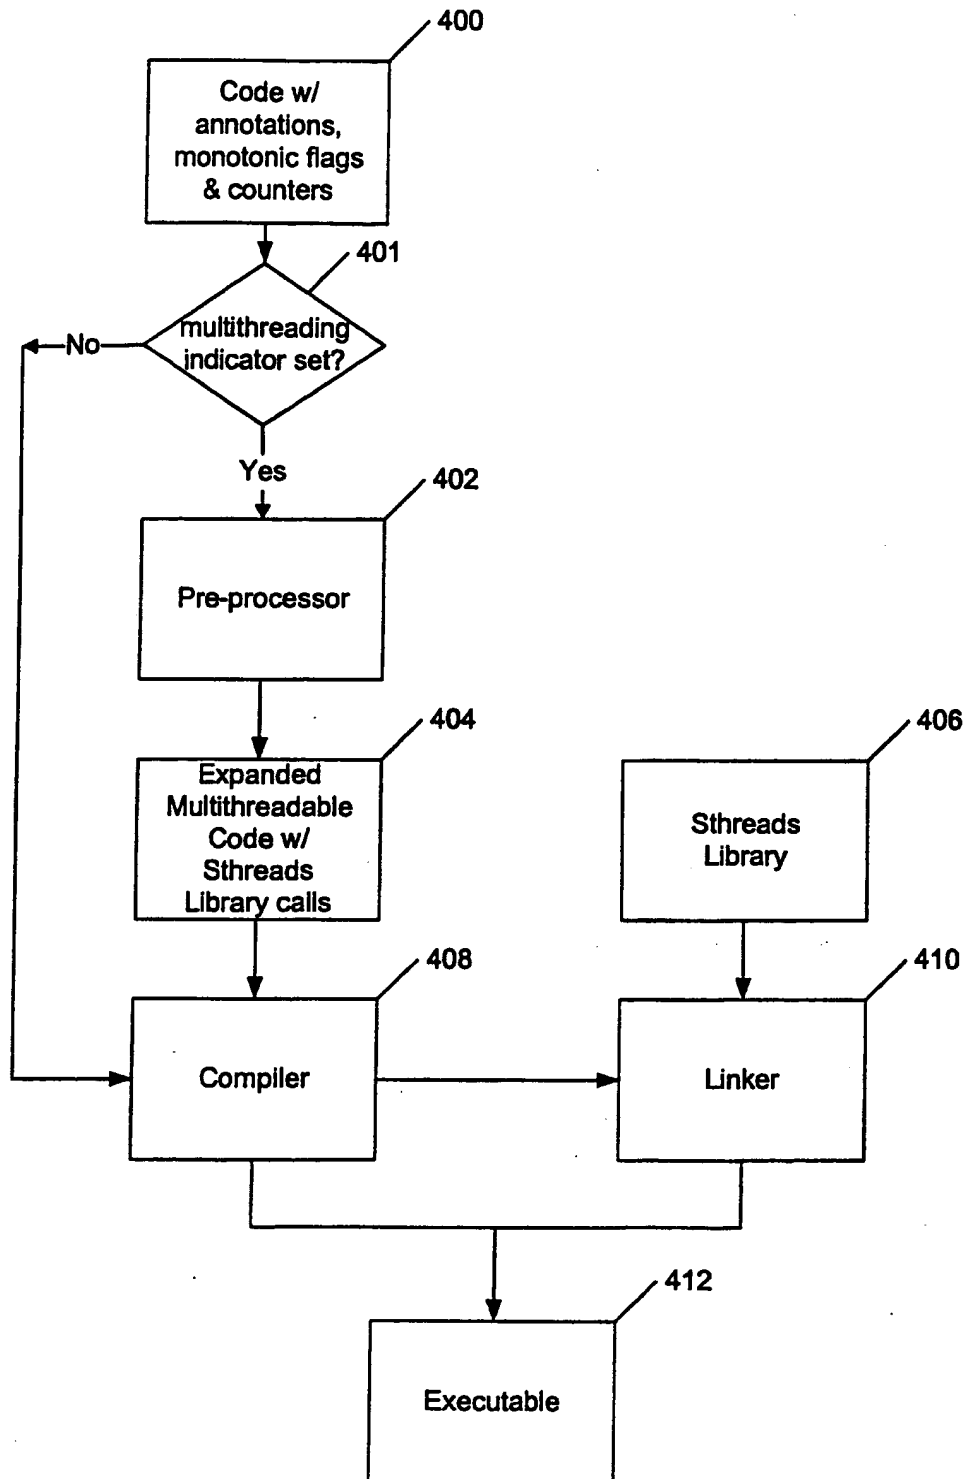 400
Code w/
annotations,
monotonic flags
& counters
401
multithreading
indicator set?
No
Yes
402
Pre-processor
404
Expanded
Multithreadable
Code w/
Sthreads
Library calls
406
Sthreads
Library
408
Compiler
410
Linker
412
Executable